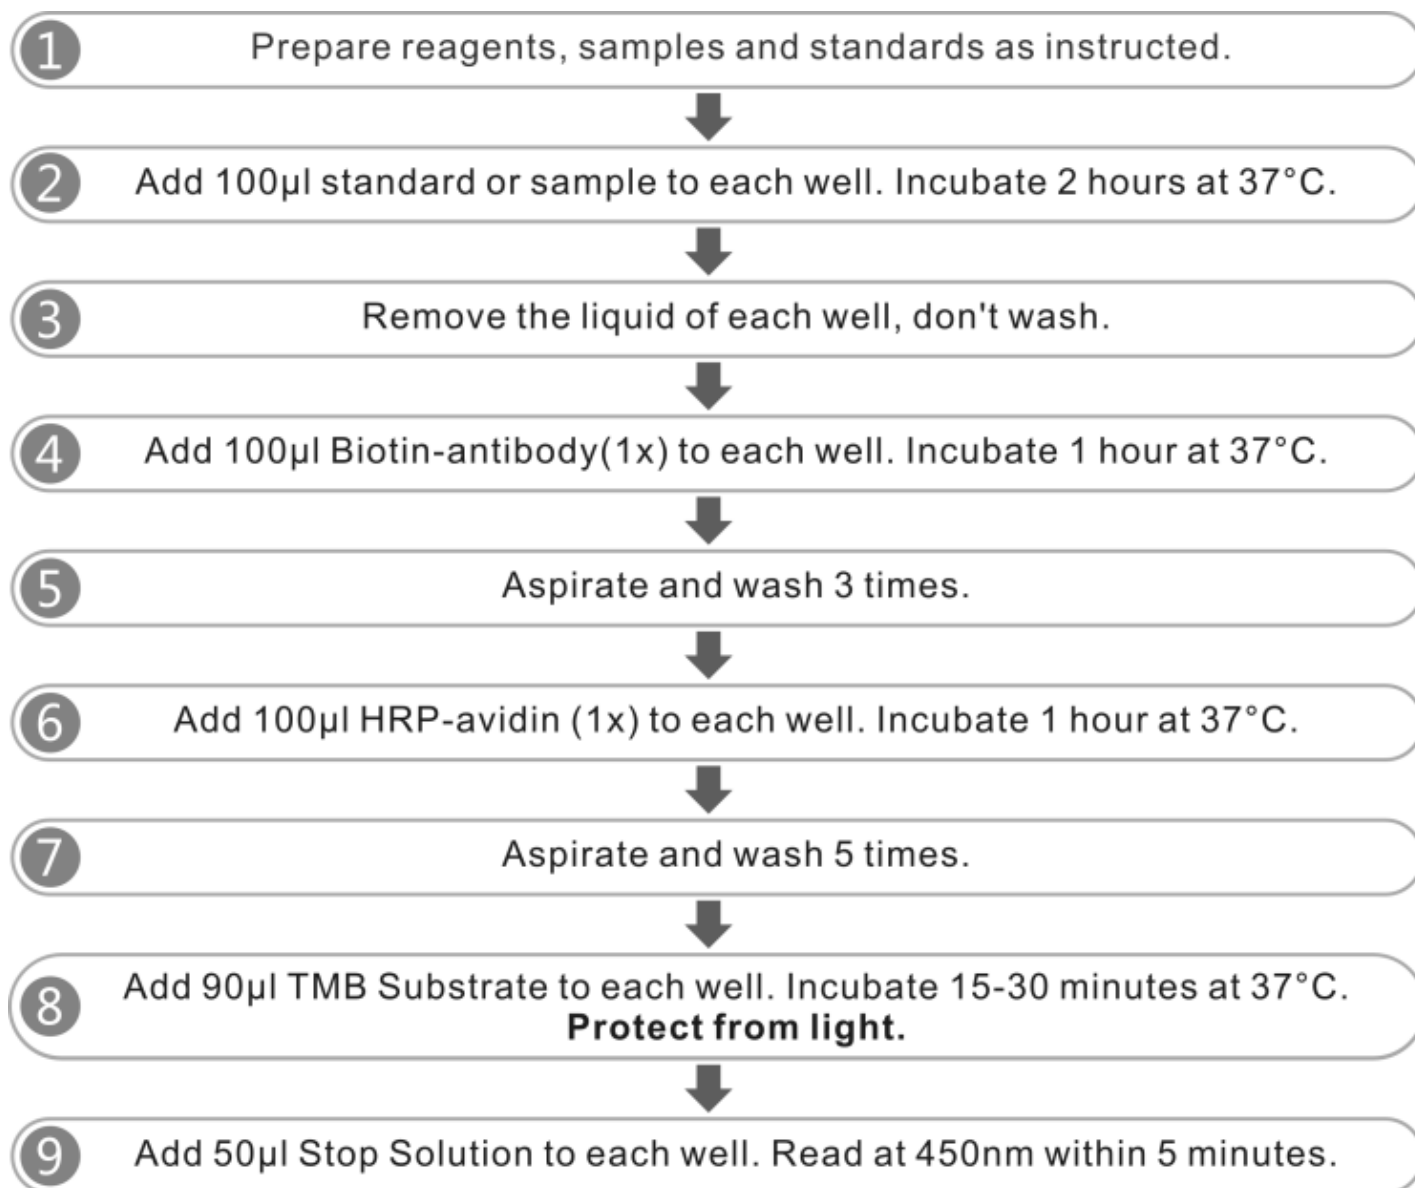 1 Prepare reagents, samples and standards as instructed.
2 Add 100µl standard or sample to each well. Incubate 2 hours at 37°C.
3 Remove the liquid of each well, don't wash.
4 Add 100µl Biotin-antibody(1x) to each well. Incubate 1 hour at 37°C.
5 Aspirate and wash 3 times.
6 Add 100µl HRP-avidin (1x) to each well. Incubate 1 hour at 37°C.
7 Aspirate and wash 5 times.
8 Add 90µl TMB Substrate to each well. Incubate 15-30 minutes at 37°C.
Protect from light.
9 Add 50µl Stop Solution to each well. Read at 450nm within 5 minutes.